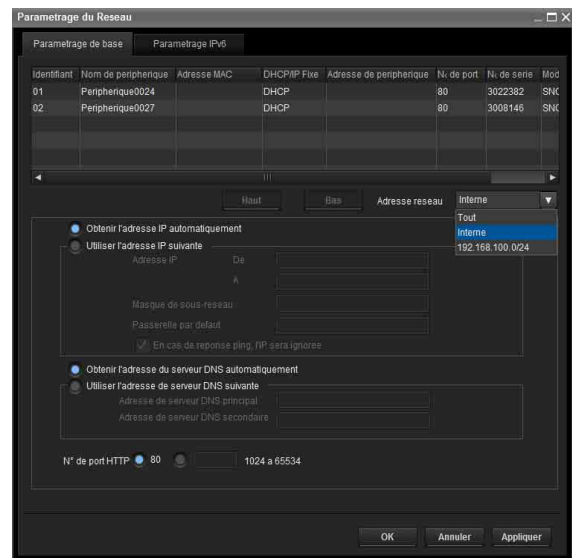 Parametrage du Reseau
Parametrage de base Parametrage IPv6
Identifiant Nom de peripherique Adresse MAC DHCP/IP Fixe Adresse de peripherique N˛ de port N˛ de serie Mod
01 Peripherique0024 DHCP 80 3022382 SNC
02 Peripherique0027 DHCP 80 3008146 SNC
Haut Bas Adresse reseau Interne
Tout
Interne
192.168.100.0/24
Obtenir l'adresse IP automatiquement
Utiliser l'adresse IP suivante
Adresse IP De
A
Masque de sous-reseau
Passerelle par defaut
En cas de reponse ping, l'IP sera ignoree
Obtenir l'adresse du serveur DNS automatiquement
Utiliser l'adresse de serveur DNS suivante
Adresse de serveur DNS principal
Adresse de serveur DNS secondaire
N° de port HTTP 80 1024 a 65534
OK Annuler Appliquer